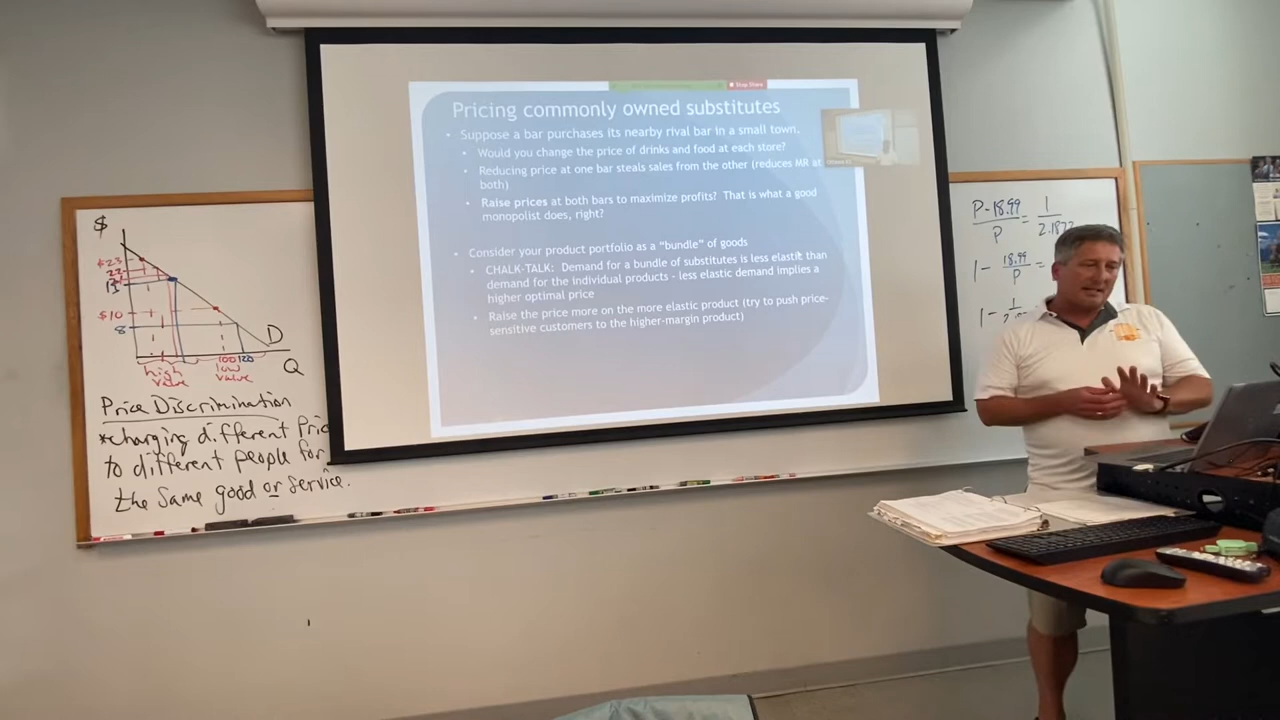 Stop Share
Pricing commonly owned substitutes
• Suppose a bar purchases its nearby rival bar in a small town.
• Would you change the price of drinks and food at each store?
• Reducing price at one bar steals sales from the other (reduces MR at
both)
• Raise prices at both bars to maximize profits? That is what a good
monopolist does, right?
• Consider your product portfolio as a “bundle” of goods
• CHALK-TALK: Demand for a bundle of substitutes is less elastic than
demand for the individual products - less elastic demand implies a
higher optimal price
• Raise the price more on the more elastic product (try to push price-
sensitive customers to the higher-margin product)
$
$23
22
$10
8
D
100 120
Q
high low
value value
Price Discrimination
*charging different Pric
to different people for
the same good or service.
P-18.99 1
P = 2.1872
1 - 18.99
P =
1 - 1